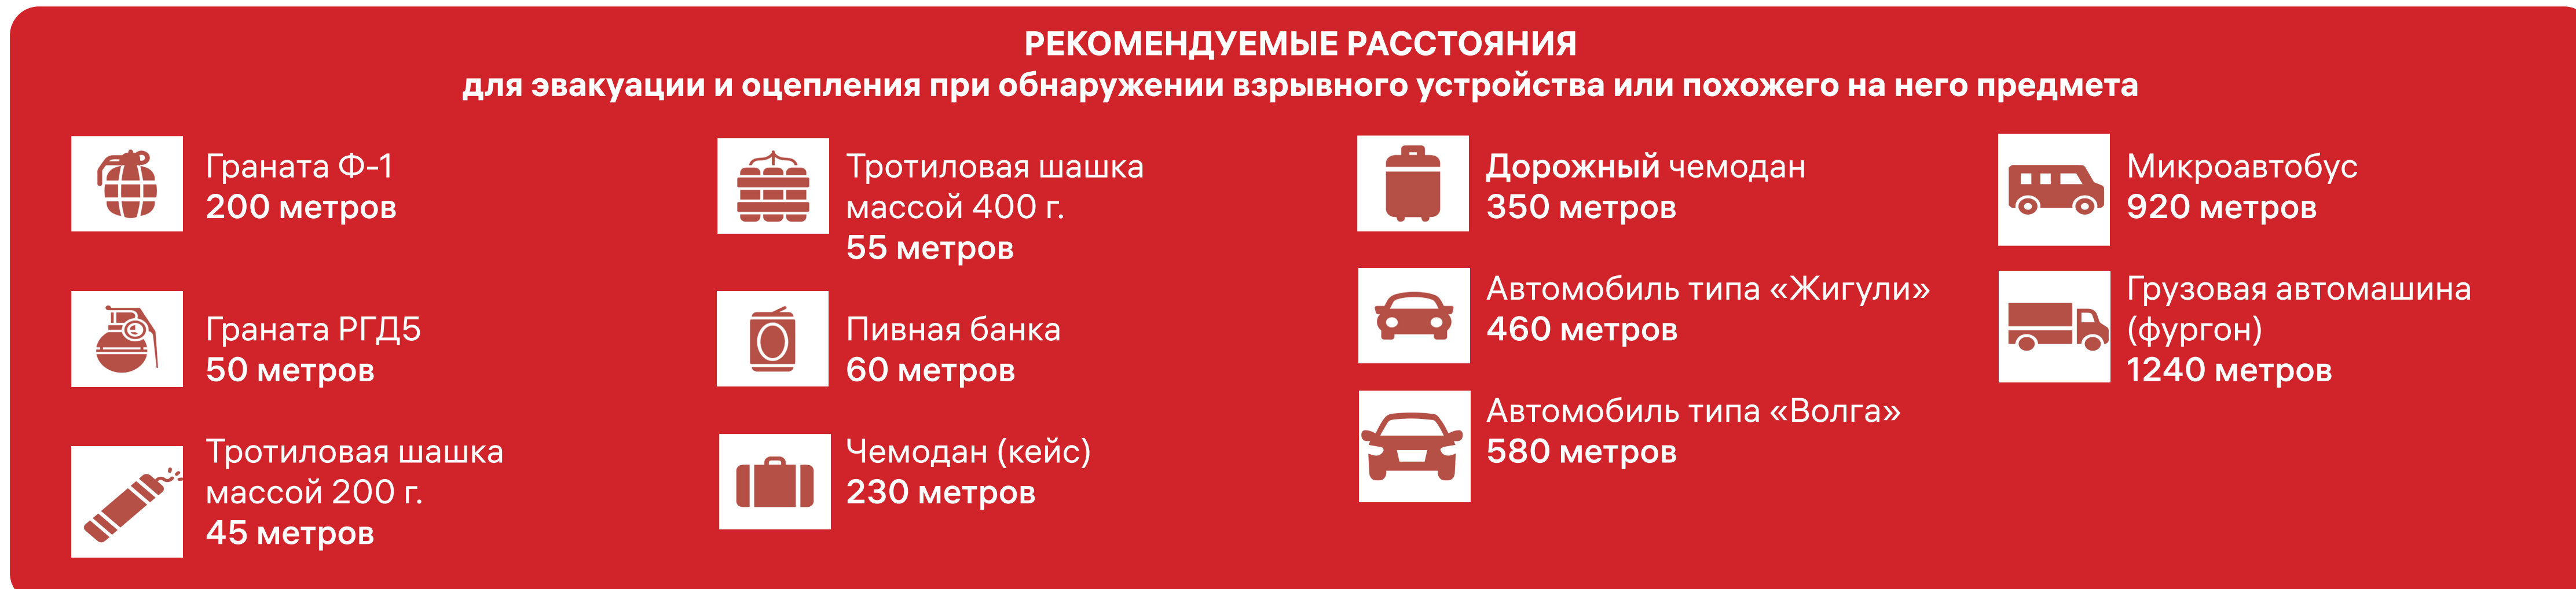 РЕКОМЕНДУЕМЫЕ РАССТОЯНИЯ
для эвакуации и оцепления при обнаружении взрывного устройства или похожего на него предмета
Граната Ф-1
200 метров
Граната РГД5
50 метров
Тротиловая шашка
массой 200 г.
45 метров
Тротиловая шашка
массой 400 г.
55 метров
Пивная банка
60 метров
Чемодан (кейс)
230 метров
Дорожный чемодан
350 метров
Автомобиль типа «Жигули»
460 метров
Автомобиль типа «Волга»
580 метров
Микроавтобус
920 метров
Грузовая автомашина
(фургон)
1240 метров